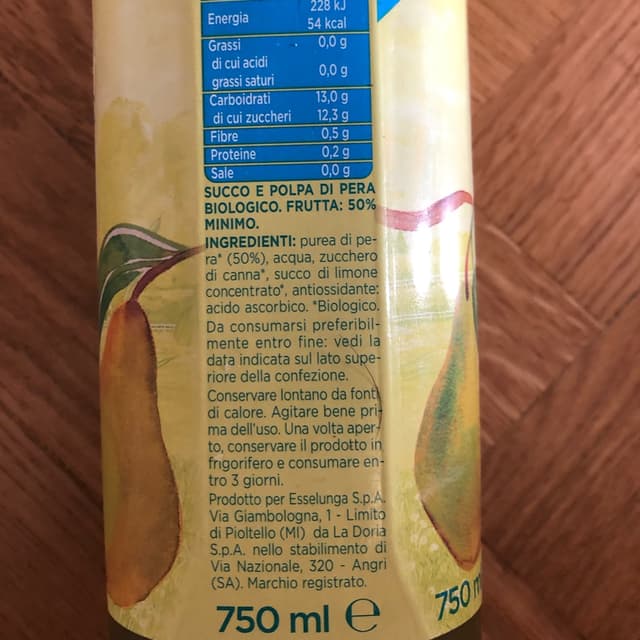 228 kJ
Energia
54 kcal
Grassi 0,0 g
di cui acidi
grassi saturi 0,0 g
Carboidrati 13,0 g
di cui zuccheri 12,3 g
Fibre 0,5 g
Proteine 0,2 g
Sale 0,0 g
SUCCO E POLPA DI PERA
BIOLOGICO. FRUTTA: 50%
MINIMO.
INGREDIENTI: purea di pe-
ra* (50%), acqua, zucchero
di canna*, succo di limone
concentrato*, antiossidante:
acido ascorbico. *Biologico.
Da consumarsi preferibil-
mente entro fine: vedi la
data indicata sul lato supe-
riore della confezione.
Conservare lontano da fonti
di calore. Agitare bene pri-
ma dell'uso. Una volta aper-
to, conservare il prodotto in
frigorifero e consumare en-
tro 3 giorni.
Prodotto per Esselunga S.p.A.
Via Giambologna, 1 - Limito
di Pioltello (MI) da La Doria
S.p.A. nello stabilimento di
Via Nazionale, 320 - Angri
(SA). Marchio registrato.
750 ml e
750 m